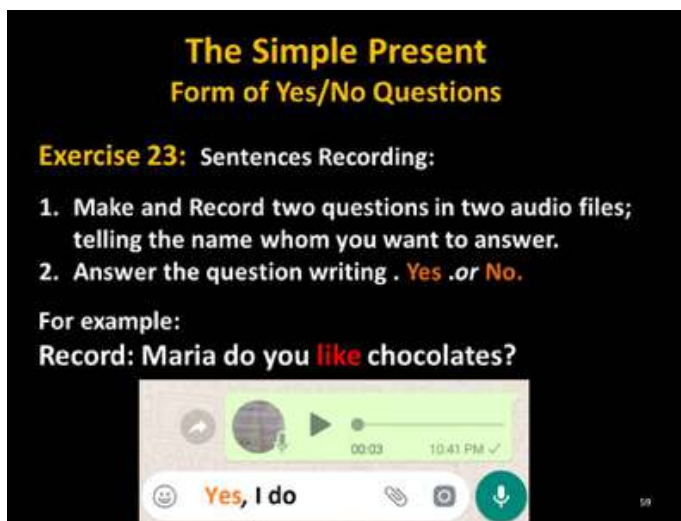 The Simple Present
Form of Yes/No Questions
Exercise 23: Sentences Recording:
1. Make and Record two questions in two audio files;
telling the name whom you want to answer.
2. Answer the question writing . Yes .or No.
For example:
Record: Maria do you like chocolates?
00:03 10:41 PM
Yes, I do
59